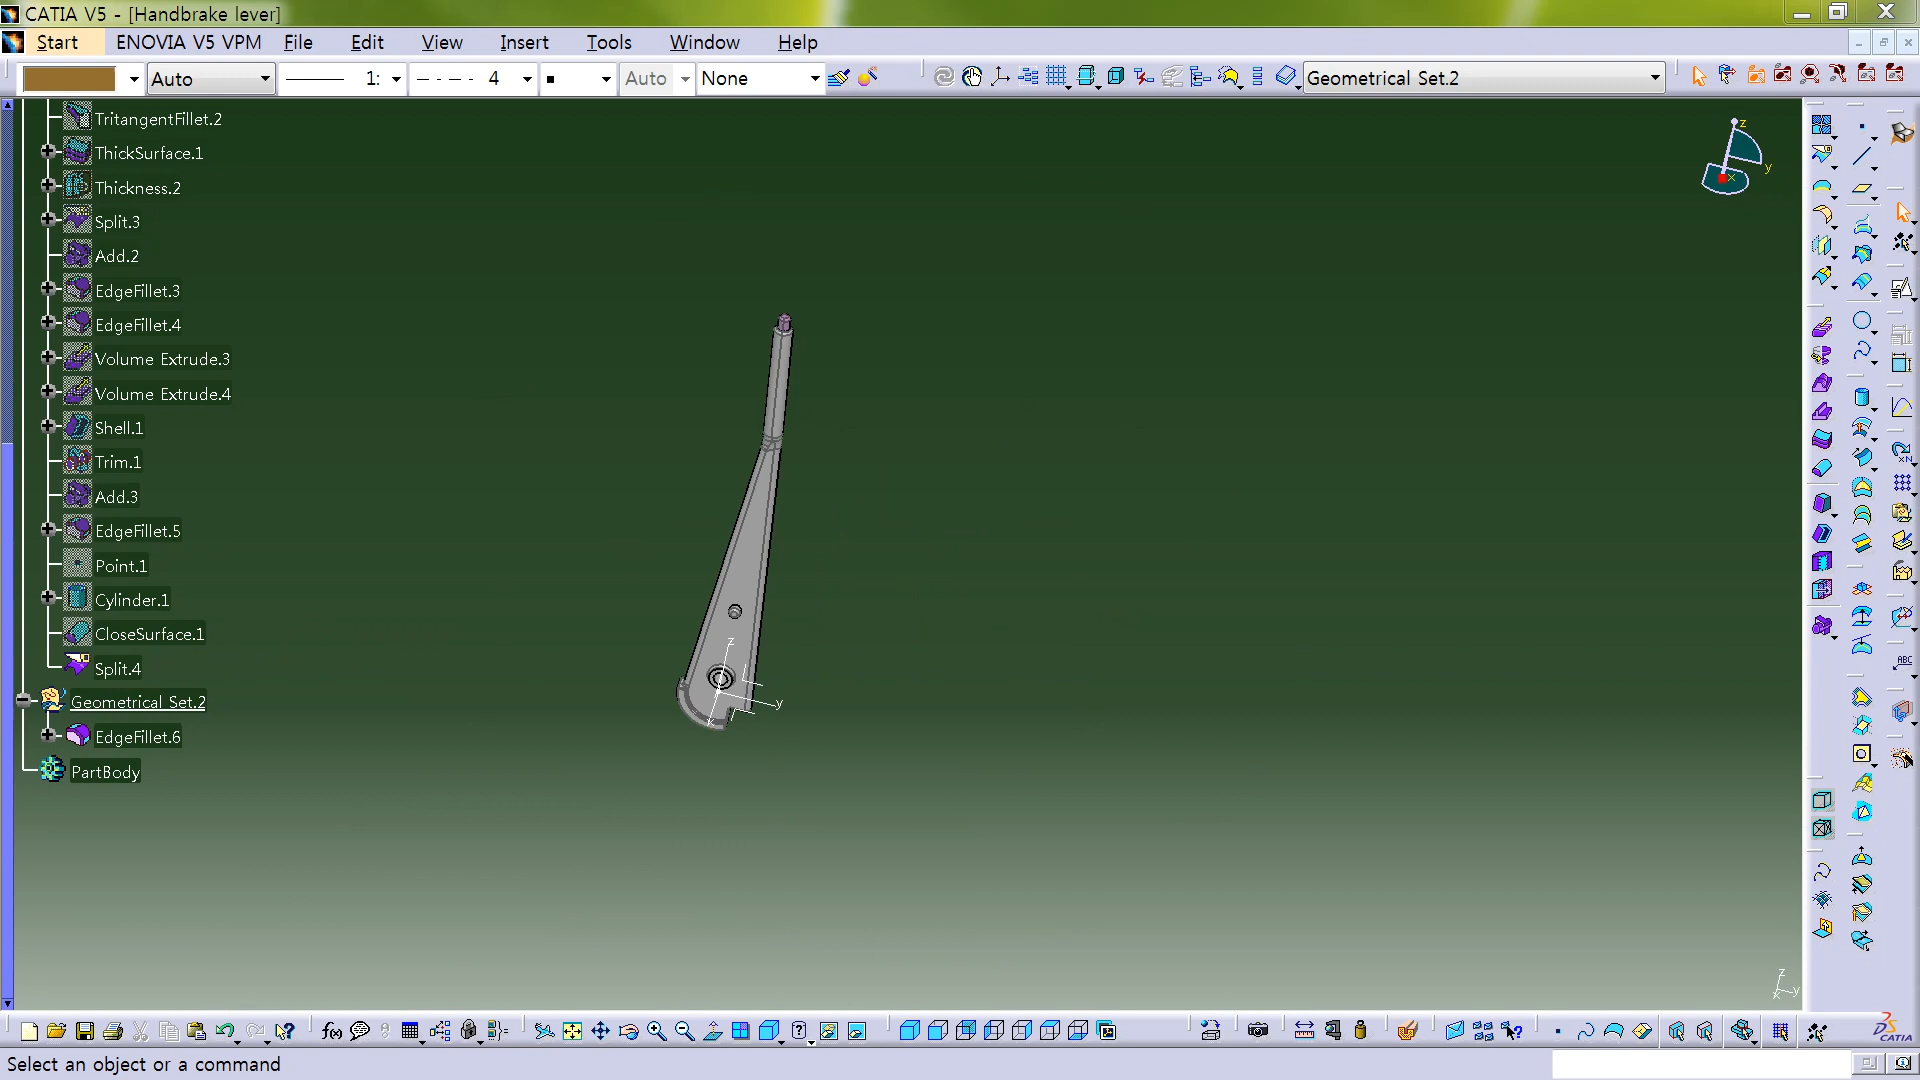 CATIA V5 - [Handbrake lever]
Start ENOVIA V5 VPM File Edit View Insert Tools Window Help
Auto 1: 4 Auto None Geometrical Set.2
TritangentFillet.2
ThickSurface.1
Thickness.2
Split.3
Add.2
EdgeFillet.3
EdgeFillet.4
Volume Extrude.3
Volume Extrude.4
Shell.1
Trim.1
Add.3
EdgeFillet.5
Point.1
Cylinder.1
CloseSurface.1
Split.4
Geometrical Set.2
EdgeFillet.6
PartBody
z
y
x
z
y
z
y
x
ABC
f(x)
CATIA
Select an object or a command